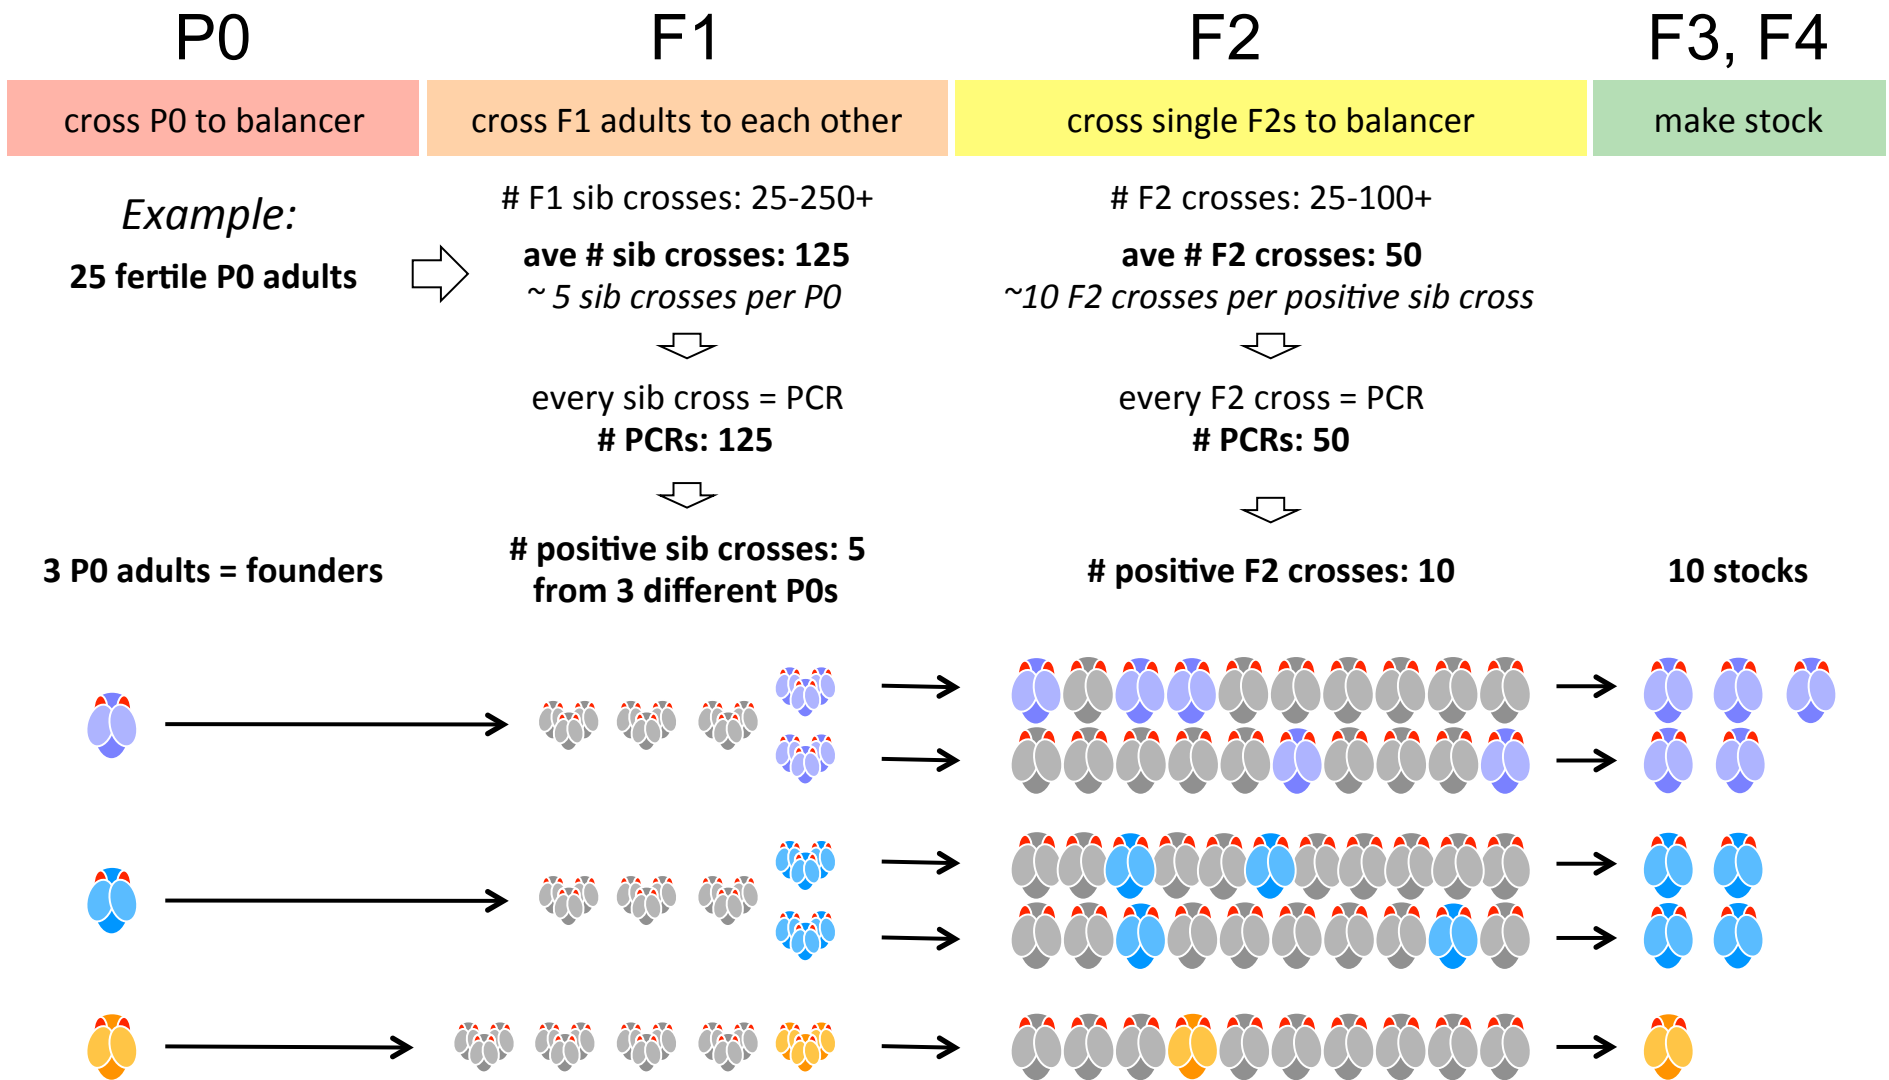 P0
F1
F2
F3, F4
cross P0 to balancer
cross F1 adults to each other
cross single F2s to balancer
make stock
Example:
25 fertile P0 adults
# F1 sib crosses: 25-250+
ave # sib crosses: 125
~ 5 sib crosses per P0
every sib cross = PCR
# PCRs: 125
# F2 crosses: 25-100+
ave # F2 crosses: 50
~10 F2 crosses per positive sib cross
every F2 cross = PCR
# PCRs: 50
3 P0 adults = founders
# positive sib crosses: 5
from 3 different P0s
# positive F2 crosses: 10
10 stocks